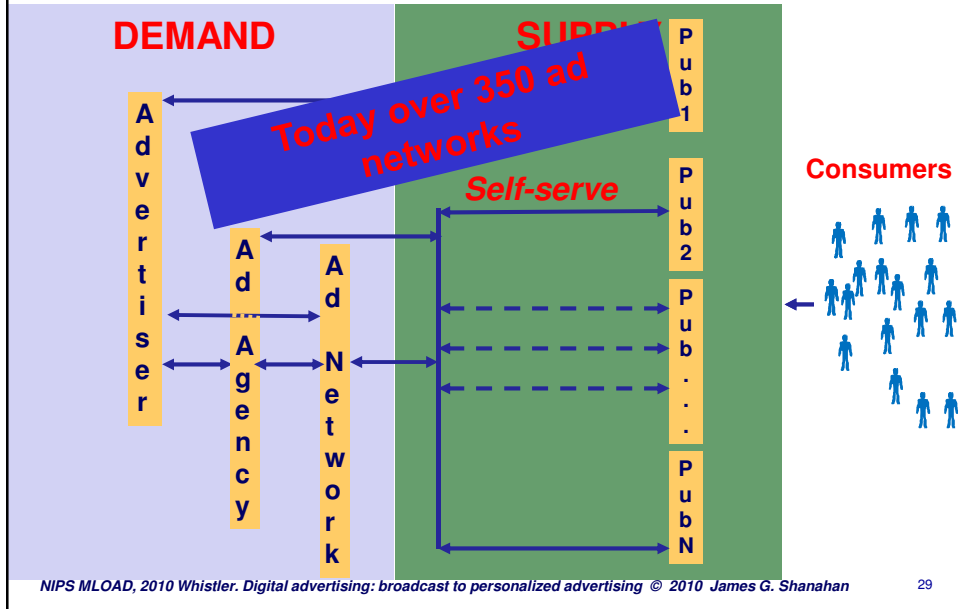 DEMAND
Today over 350 ad
networks
Self-serve
Advertiser
Ad
....
Agency
Ad Network
Pub1
Pub2
Pub...
PubN
Consumers
NIPS MLOAD, 2010 Whistler. Digital advertising: broadcast to personalized advertising © 2010 James G. Shanahan
29